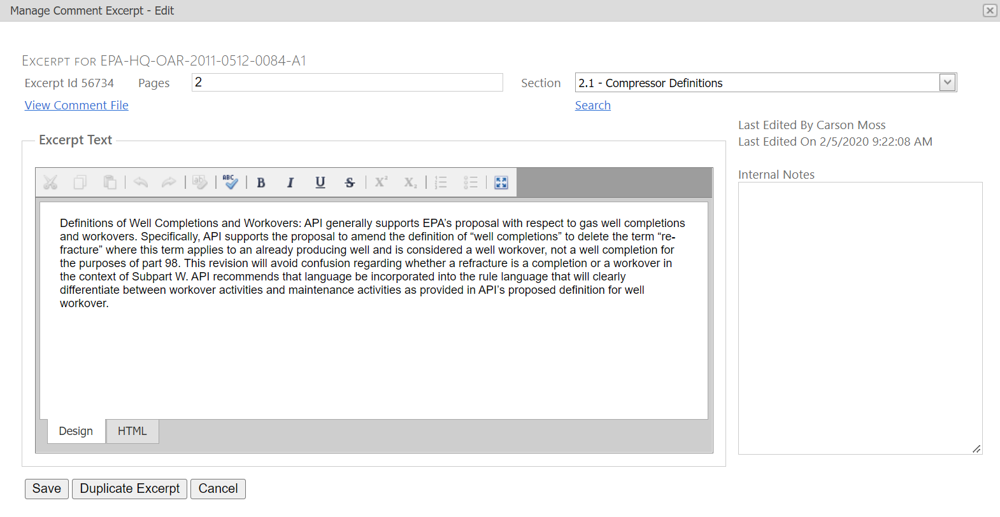 Manage Comment Excerpt - Edit
EXCERPT FOR EPA-HQ-OAR-2011-0512-0084-A1
Excerpt Id 56734 Pages 2 Section 2.1 - Compressor Definitions
View Comment File Search
Last Edited By Carson Moss
Last Edited On 2/5/2020 9:22:08 AM
Excerpt Text
Internal Notes
ab ABC B I U S X² X₂
Definitions of Well Completions and Workovers: API generally supports EPA’s proposal with respect to gas well completions
and workovers. Specifically, API supports the proposal to amend the definition of “well completions” to delete the term “re-
fracture” where this term applies to an already producing well and is considered a well workover, not a well completion for
the purposes of part 98. This revision will avoid confusion regarding whether a refracture is a completion or a workover in
the context of Subpart W. API recommends that language be incorporated into the rule language that will clearly
differentiate between workover activities and maintenance activities as provided in API’s proposed definition for well
workover.
Design HTML
Save Duplicate Excerpt Cancel